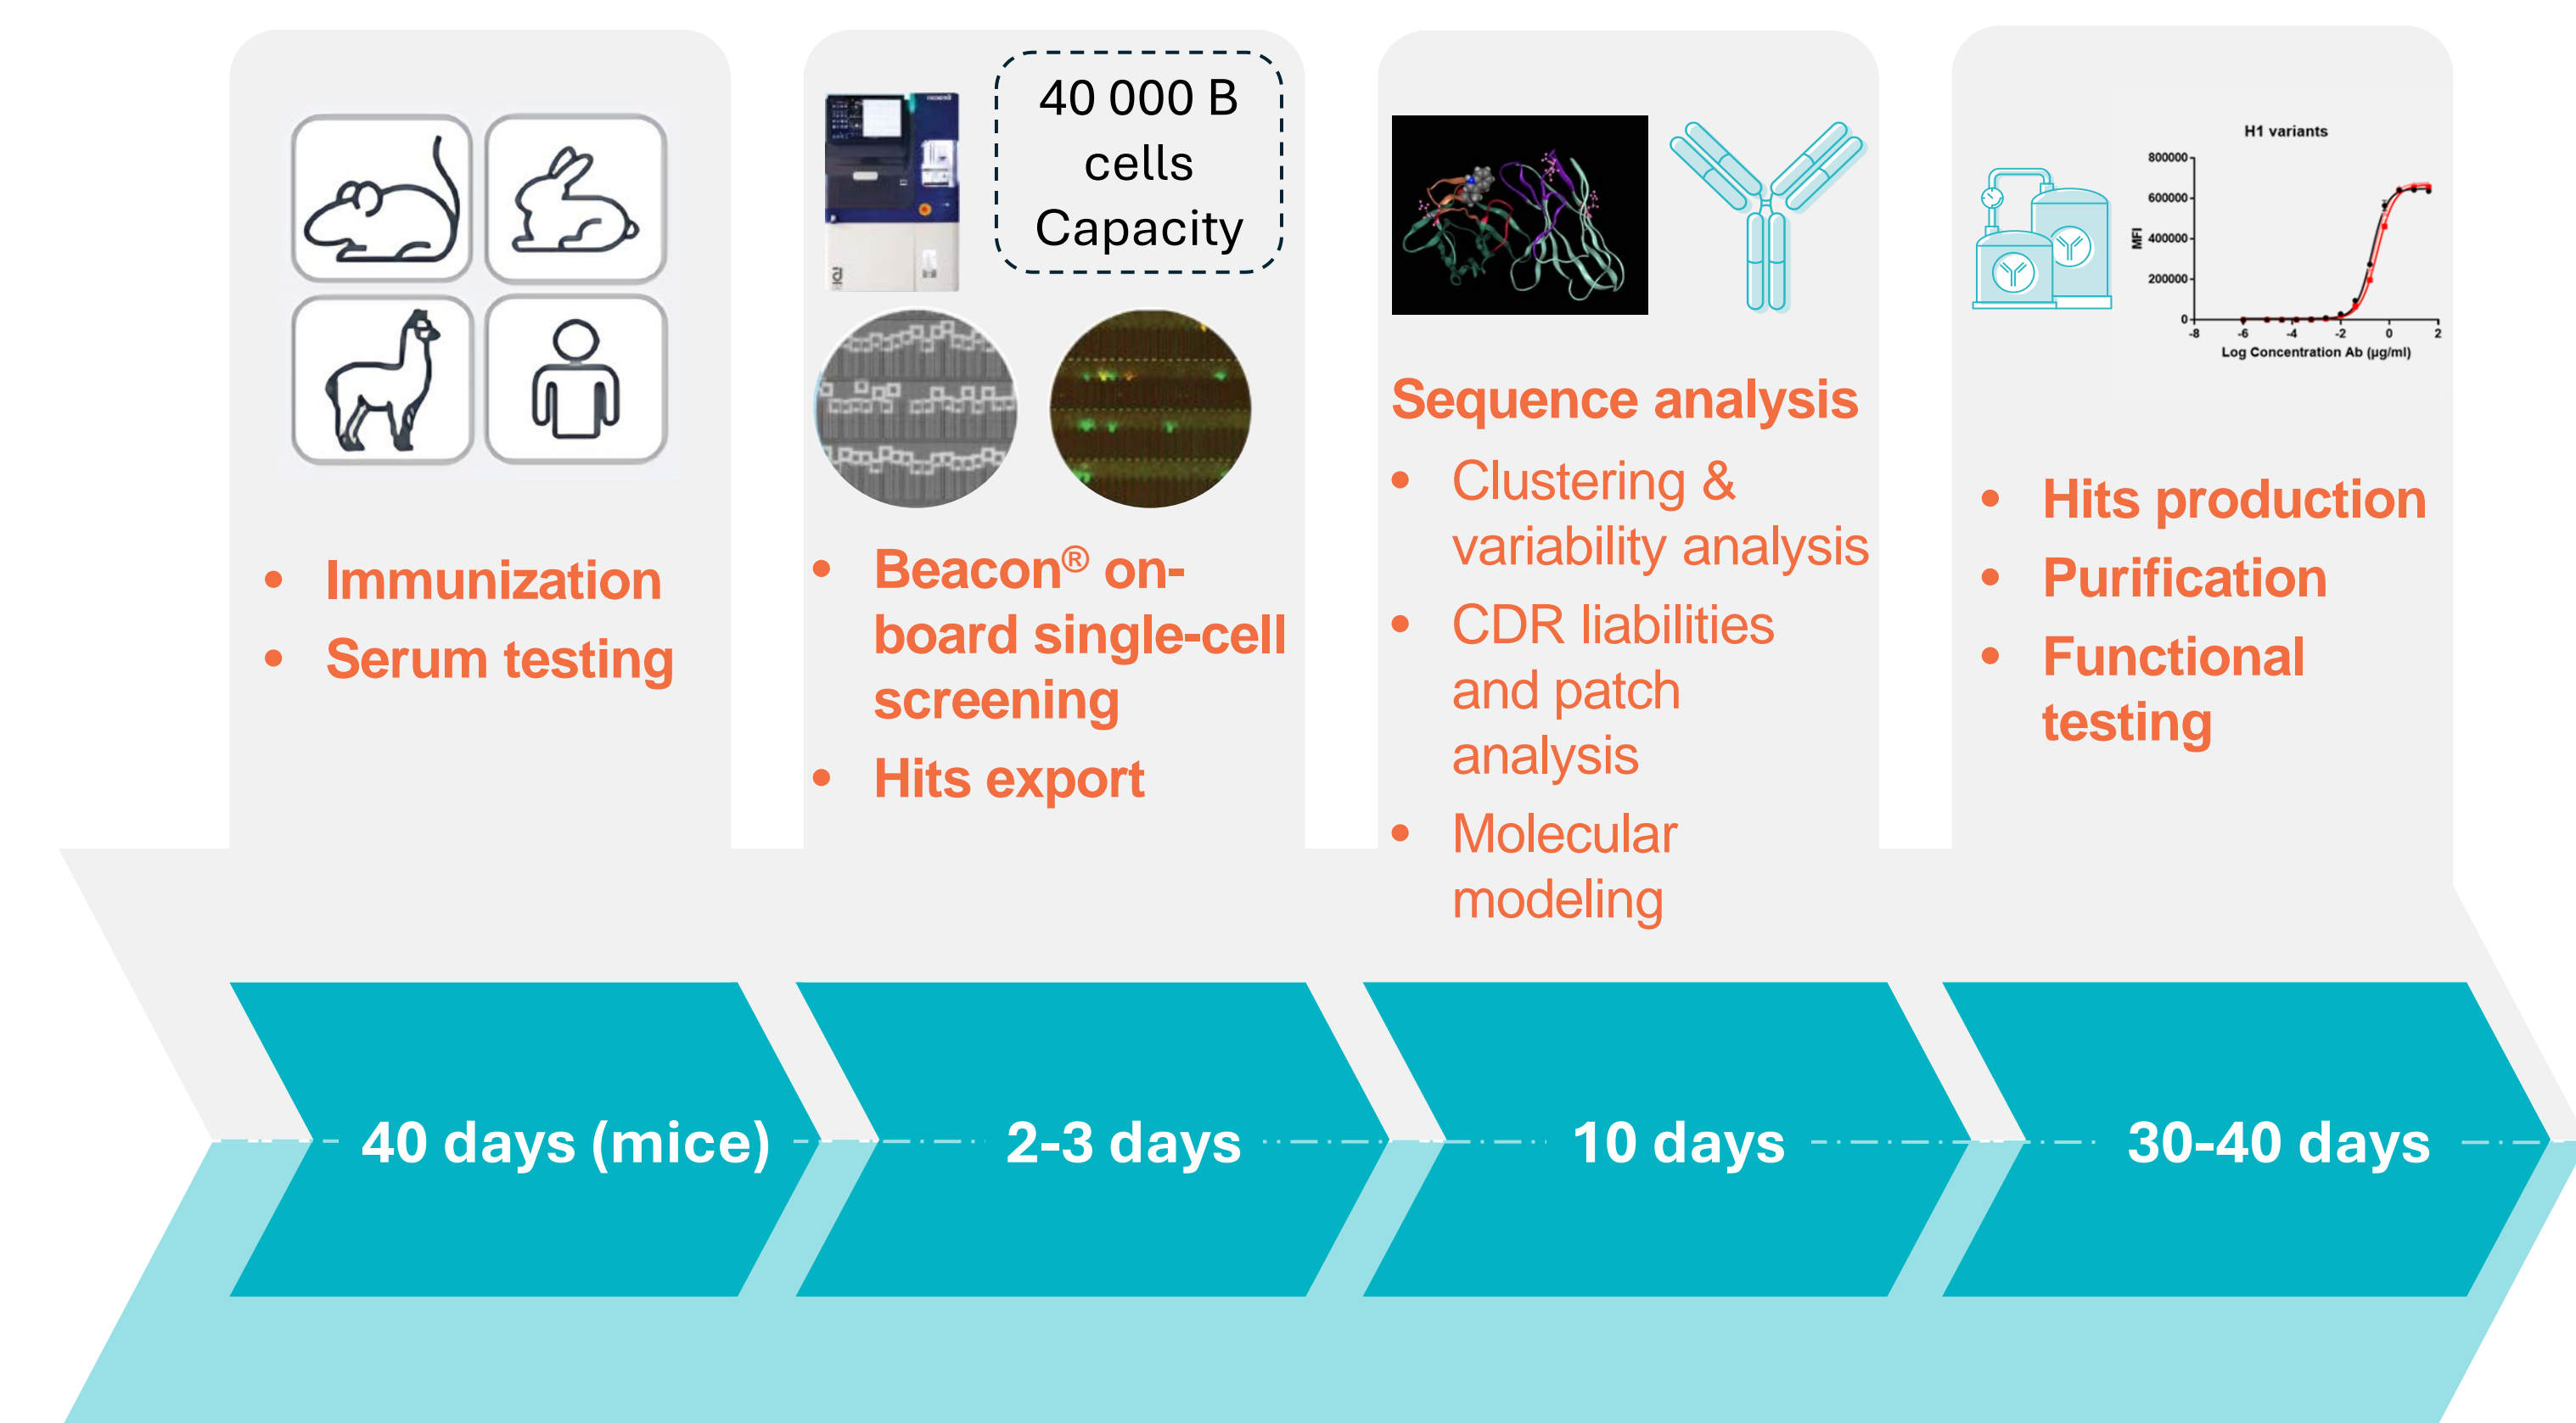 40 000 B
cells
Capacity
H1 variants
800000
600000
400000
200000
0
MFI
-8 -6 -4 -2 0 2
Log Concentration Ab (µg/ml)
• Immunization
• Serum testing
• Beacon® on-
board single-cell
screening
• Hits export
Sequence analysis
• Clustering &
variability analysis
• CDR liabilities
and patch
analysis
• Molecular
modeling
• Hits production
• Purification
• Functional
testing
40 days (mice)
2-3 days
10 days
30-40 days